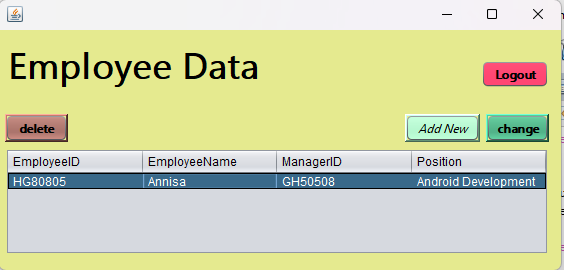 Employee Data
Logout
delete
Add New
change
EmployeeID EmployeeName ManagerID Position
HG80805 Annisa GH50508 Android Development